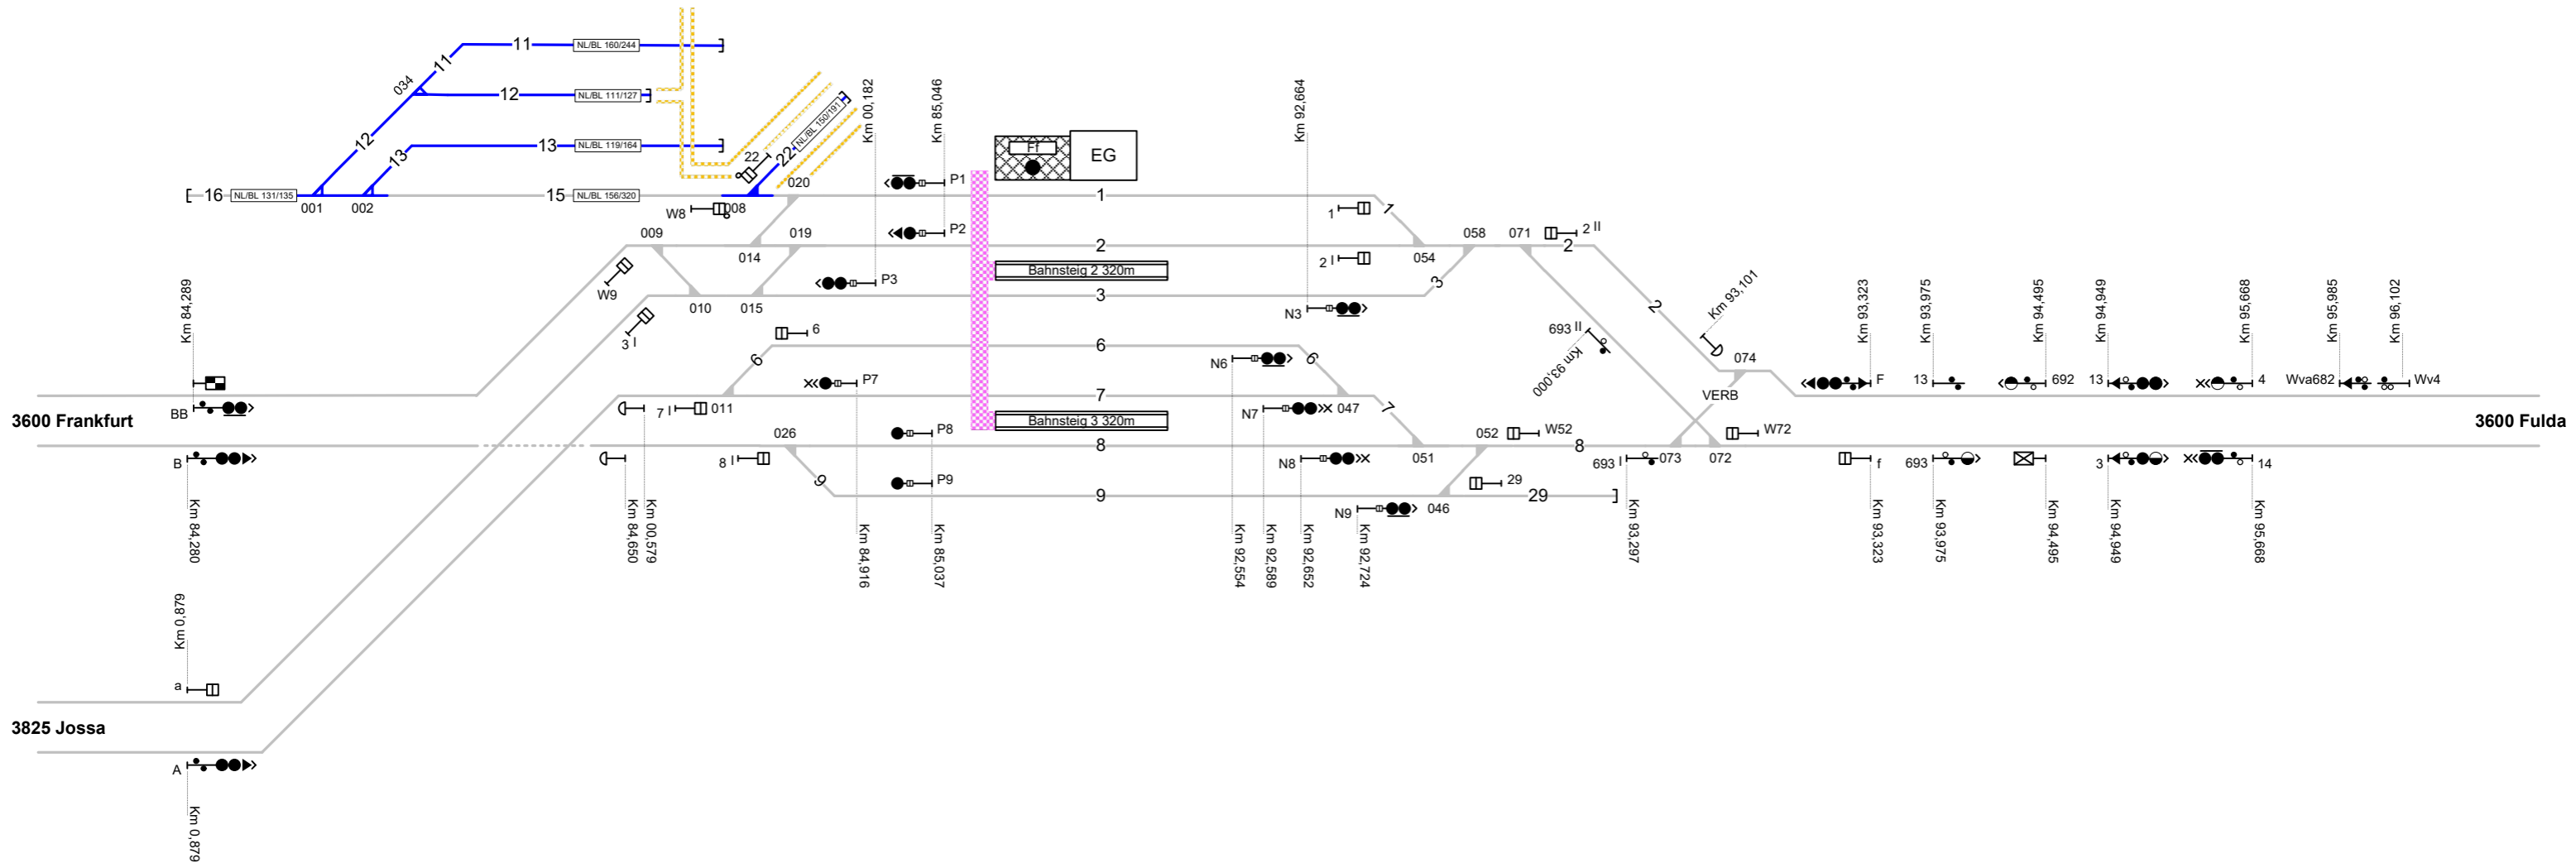 11
NL/BL 160/244
11
034
12
NL/BL 111/127
12
13
NL/BL 119/164
13
22
22
NL/BL 150/191
Km 00,182
Km 85,046
Km 92,664
Ff
EG
16
NL/BL 131/135
001
002
15
NL/BL 156/320
008
020
W8
P1
1
1
1
009
014
019
P2
2
2 I
054
058
071
2
2 II
W9
Bahnsteig 2 320m
P3
010
015
3
3
3 I
N3
2
Km 84,289
6
6
6
N6
6
693 II
Km 93,000
Km 93,101
074
Km 93,323
Km 93,975
Km 94,495
Km 94,949
Km 95,668
Km 95,985
Km 96,102
P7
F
13
692
13
4
Wva682
Wv4
BB
3600 Frankfurt
7 I
011
7
N7
047
7
VERB
3600 Fulda
Bahnsteig 3 320m
026
P8
8
051
052
W52
8
073
072
W72
B
8 I
N8
693 I
f
693
3
14
9
P9
9
29
29
046
N9
Km 84,280
Km 84,650
Km 00,579
Km 84,916
Km 85,037
Km 92,554
Km 92,589
Km 92,652
Km 92,724
Km 93,297
Km 93,323
Km 93,975
Km 94,495
Km 94,949
Km 95,668
Km 0,879
a
3825 Jossa
A
Km 0,879